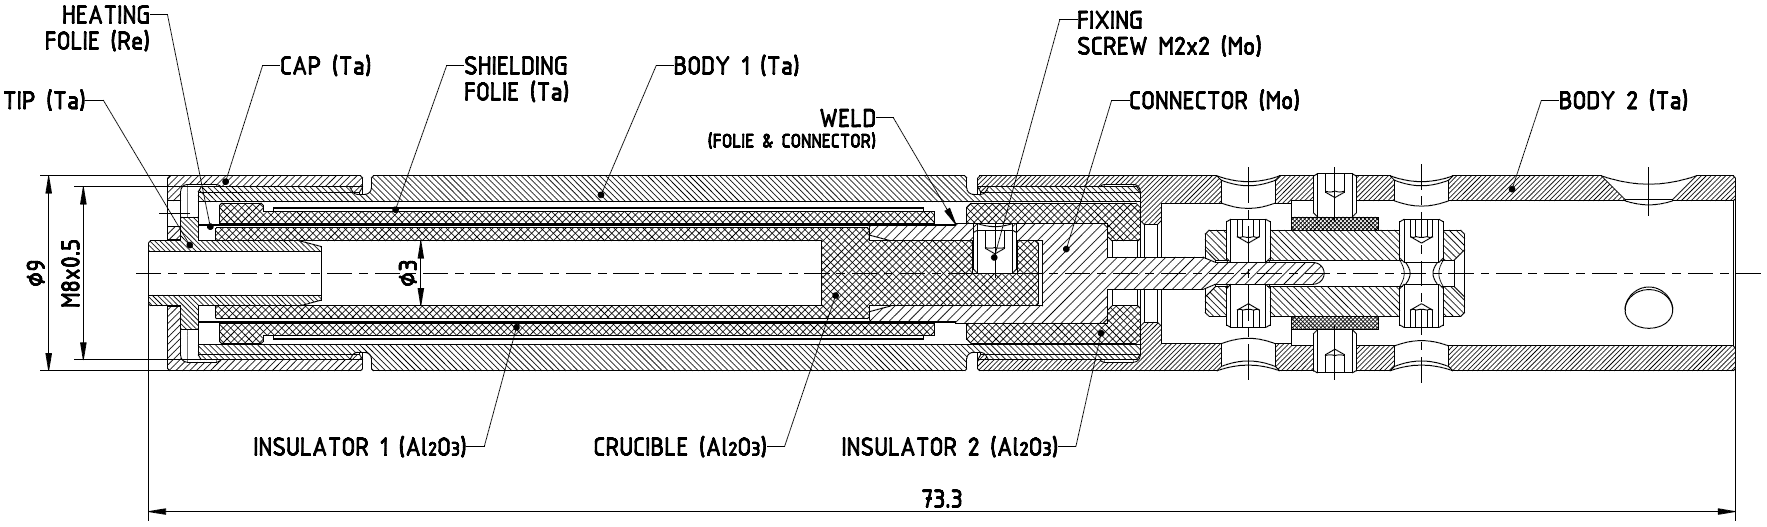 HEATING
FOLIE (Re)
CAP (Ta)
TIP (Ta)
SHIELDING
FOLIE (Ta)
BODY 1 (Ta)
WELD
(FOLIE & CONNECTOR)
FIXING
SCREW M2x2 (Mo)
CONNECTOR (Mo)
BODY 2 (Ta)
ϕ9
M8x0.5
ϕ3
INSULATOR 1 (Al2O3)
CRUCIBLE (Al2O3)
INSULATOR 2 (Al2O3)
73.3